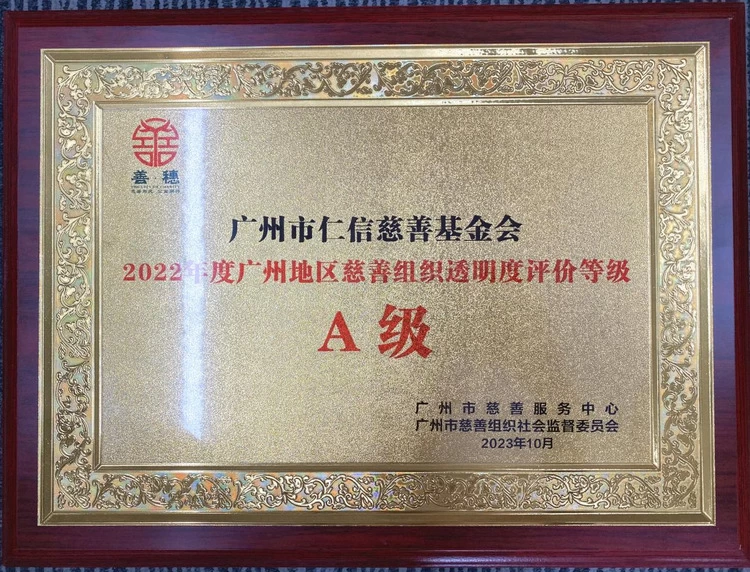 善·穗
广州市仁信慈善基金会
2022年度广州地区慈善组织透明度评价等级
A 级
广州市慈善服务中心
广州市慈善组织社会监督委员会
2023年10月